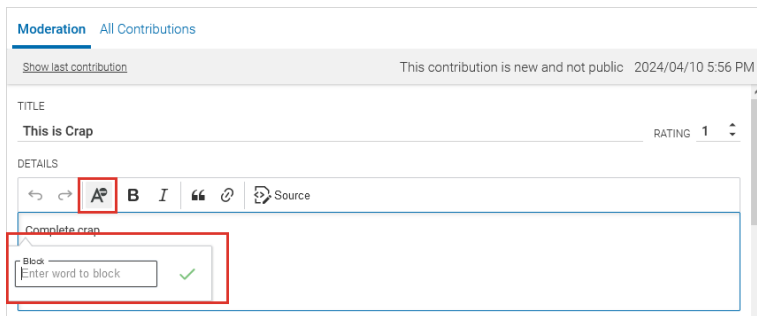 Moderation All Contributions
Show last contribution This contribution is new and not public 2024/04/10 5:56 PM
TITLE
This is Crap RATING 1
DETAILS
A B I Source
Complete crap
Block
Enter word to block